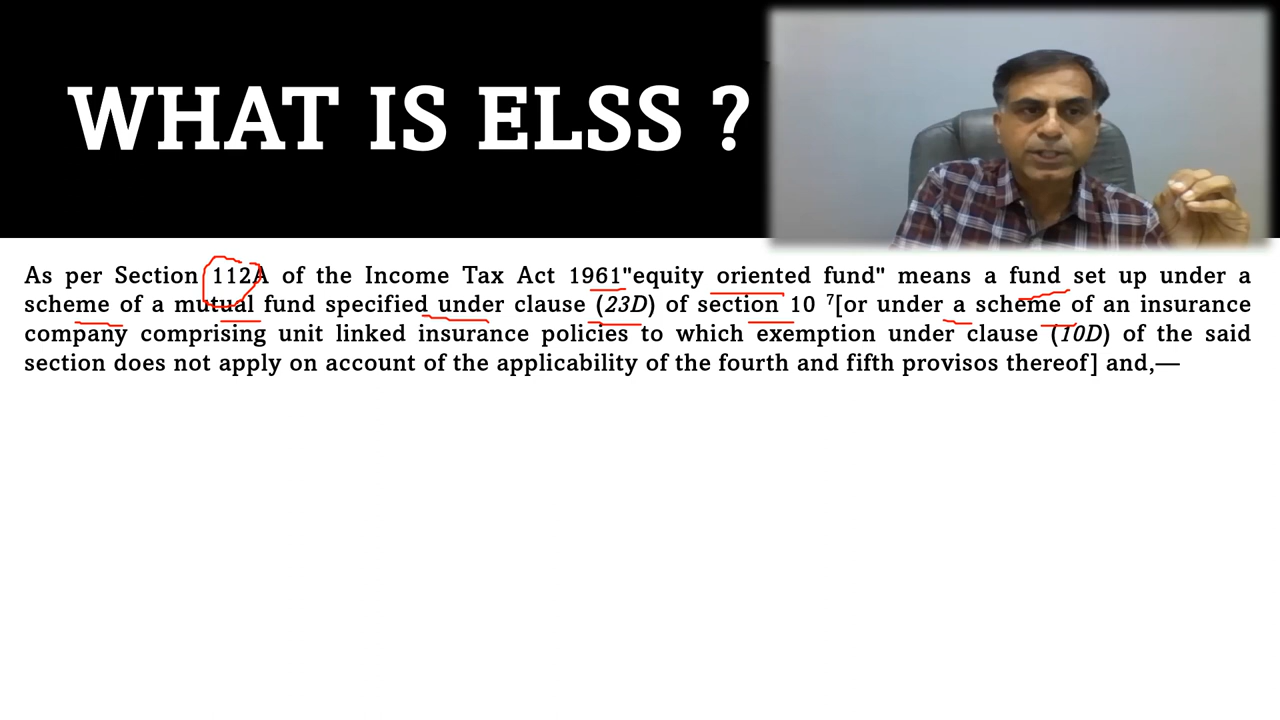 WHAT IS ELSS ?
As per Section 112A of the Income Tax Act 1961"equity oriented fund" means a fund set up under a
scheme of a mutual fund specified under clause (23D) of section 10 ⁷[or under a scheme of an insurance
company comprising unit linked insurance policies to which exemption under clause (10D) of the said
section does not apply on account of the applicability of the fourth and fifth provisos thereof] and,—